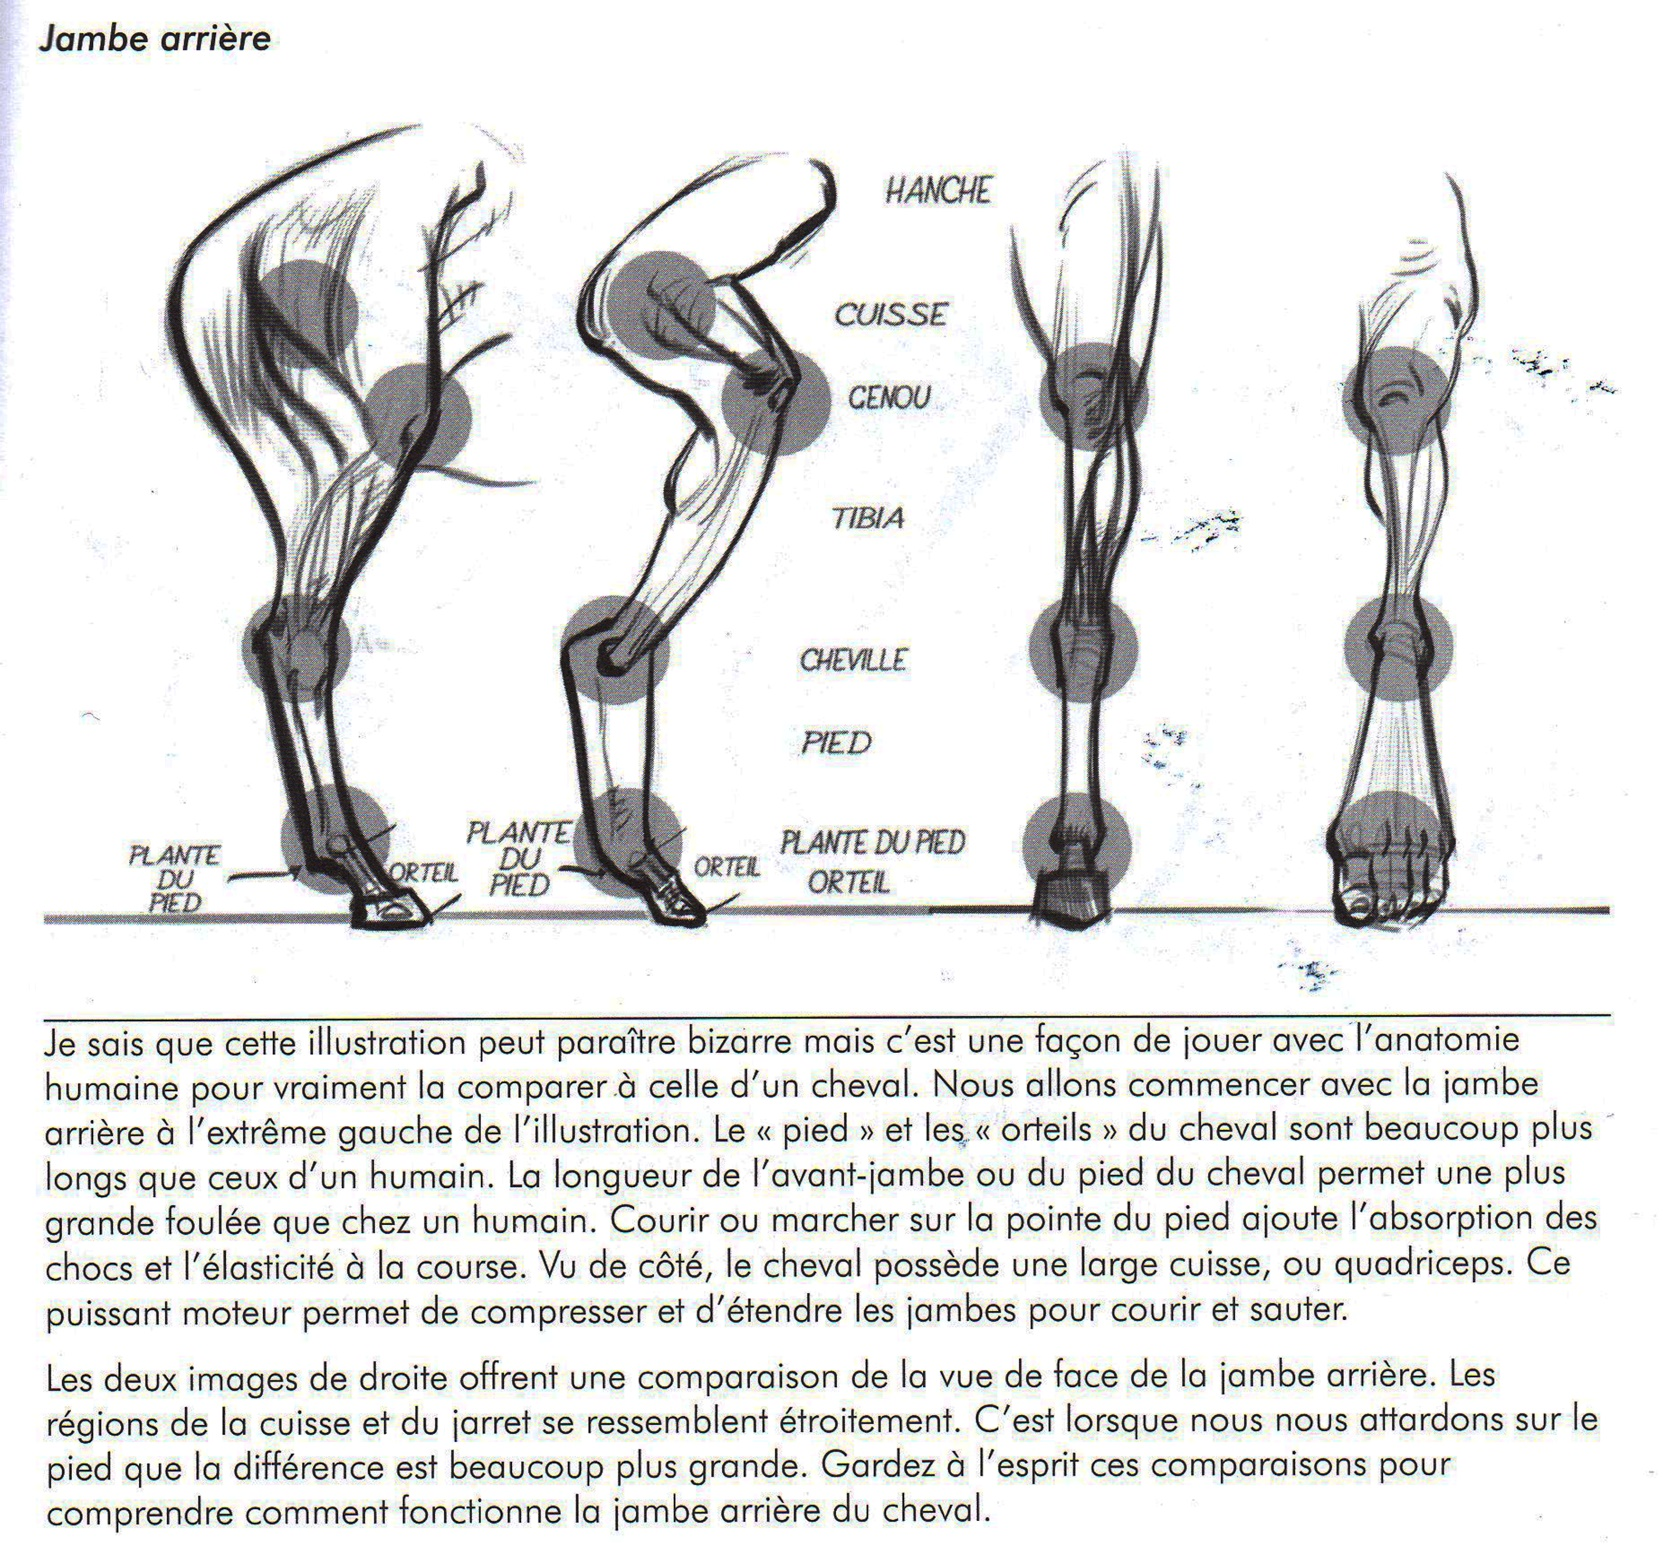 Jambe arrière
HANCHE
CUISSE
GENOU
TIBIA
CHEVILLE
PIED
PLANTE
DU
PIED
ORTEIL
PLANTE
DU
PIED
ORTEIL
PLANTE DU PIED
ORTEIL
Je sais que cette illustration peut paraître bizarre mais c'est une façon de jouer avec l'anatomie
humaine pour vraiment la comparer à celle d'un cheval. Nous allons commencer avec la jambe
arrière à l'extrême gauche de l'illustration. Le « pied » et les « orteils » du cheval sont beaucoup plus
longs que ceux d'un humain. La longueur de l'avant-jambe ou du pied du cheval permet une plus
grande foulée que chez un humain. Courir ou marcher sur la pointe du pied ajoute l'absorption des
chocs et l'élasticité à la course. Vu de côté, le cheval possède une large cuisse, ou quadriceps. Ce
puissant moteur permet de compresser et d'étendre les jambes pour courir et sauter.
Les deux images de droite offrent une comparaison de la vue de face de la jambe arrière. Les
régions de la cuisse et du jarret se ressemblent étroitement. C'est lorsque nous nous attardons sur le
pied que la différence est beaucoup plus grande. Gardez à l'esprit ces comparaisons pour
comprendre comment fonctionne la jambe arrière du cheval.